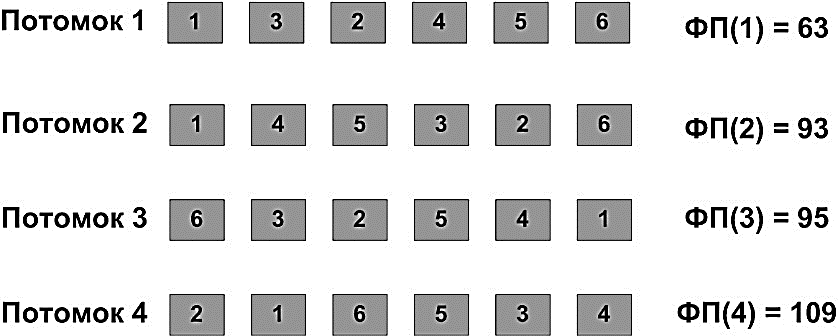 Потомок 1 1 3 2 4 5 6 ФП(1) = 63
Потомок 2 1 4 5 3 2 6 ФП(2) = 93
Потомок 3 6 3 2 5 4 1 ФП(3) = 95
Потомок 4 2 1 6 5 3 4 ФП(4) = 109